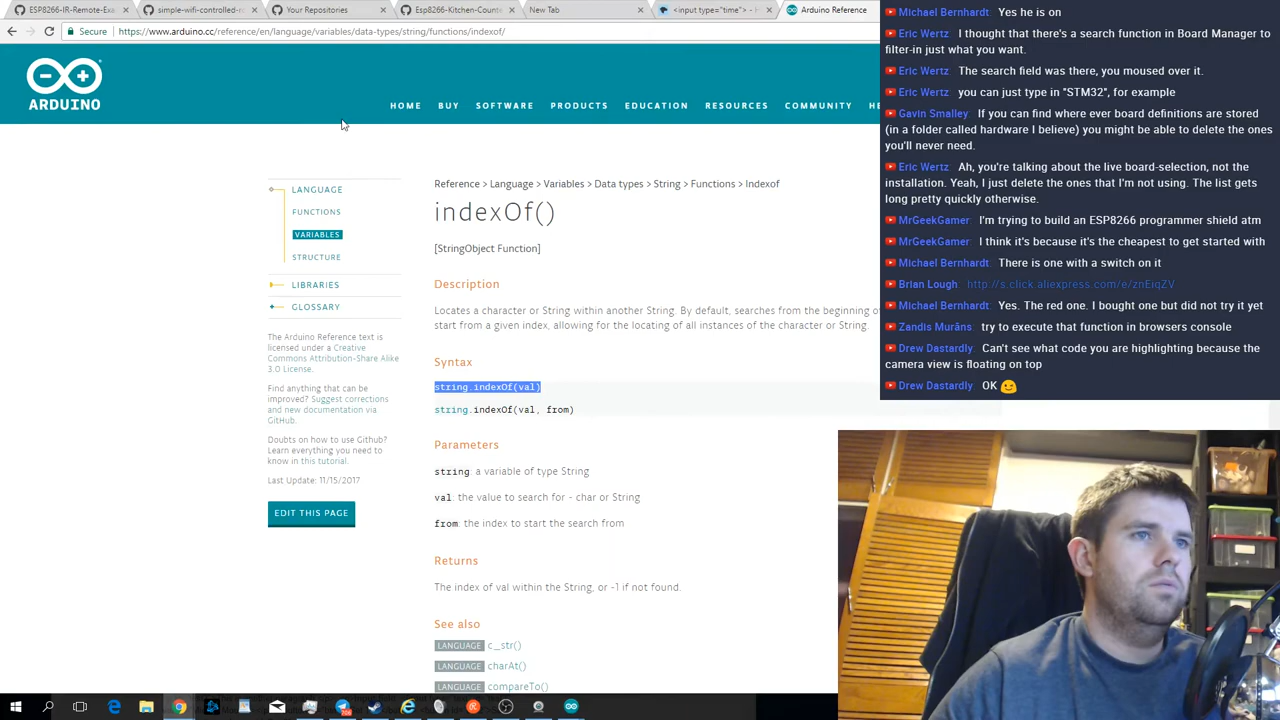 ESP8266-IR-Remote-Exe
simple-wifi-controlled-r
Your Repositories
Esp8266-Kitchen-Counte
New Tab
<input type="time"> -
Arduino Reference
Secure
https://www.arduino.cc/reference/en/language/variables/data-types/string/functions/indexof/
ARDUINO
HOME
BUY
SOFTWARE
PRODUCTS
EDUCATION
RESOURCES
COMMUNITY
HE
LANGUAGE
FUNCTIONS
VARIABLES
STRUCTURE
LIBRARIES
GLOSSARY
The Arduino Reference text is
licensed under a Creative
Commons Attribution-Share Alike
3.0 License.
Find anything that can be
improved? Suggest corrections
and new documentation via
GitHub.
Doubts on how to use Github?
Learn everything you need to
know in this tutorial.
Last Update: 11/15/2017
EDIT THIS PAGE
Reference > Language > Variables > Data types > String > Functions > Indexof
indexOf()
[StringObject Function]
Description
Locates a character or String within another String. By default, searches from the beginning of
start from a given index, allowing for the locating of all instances of the character or String.
Syntax
string.indexOf(val)
string.indexOf(val, from)
Parameters
string: a variable of type String
val: the value to search for - char or String
from: the index to start the search from
Returns
The index of val within the String, or -1 if not found.
See also
LANGUAGE c_str()
LANGUAGE charAt()
LANGUAGE compareTo()
Michael Bernhardt Yes he is on
Eric Wertz I thought that there's a search function in Board Manager to
filter-in just what you want.
Eric Wertz The search field was there, you moused over it.
Eric Wertz you can just type in "STM32", for example
Gavin Smalley If you can find where ever board definitions are stored
(in a folder called hardware I believe) you might be able to delete the ones
you'll never need.
Eric Wertz Ah, you're talking about the live board-selection, not the
installation. Yeah, I just delete the ones that I'm not using. The list gets
long pretty quickly otherwise.
MrGeekGamer I'm trying to build an ESP8266 programmer shield atm
MrGeekGamer I think it's because it's the cheapest to get started with
Michael Bernhardt There is one with a switch on it
Brian Lough http://s.click.aliexpress.com/e/znEiqZV
Michael Bernhardt Yes. The red one. I bought one but did not try it yet
Zandis Murāns try to execute that function in browsers console
Drew Dastardly Can't see what code you are highlighting because the
camera view is floating on top
Drew Dastardly OK